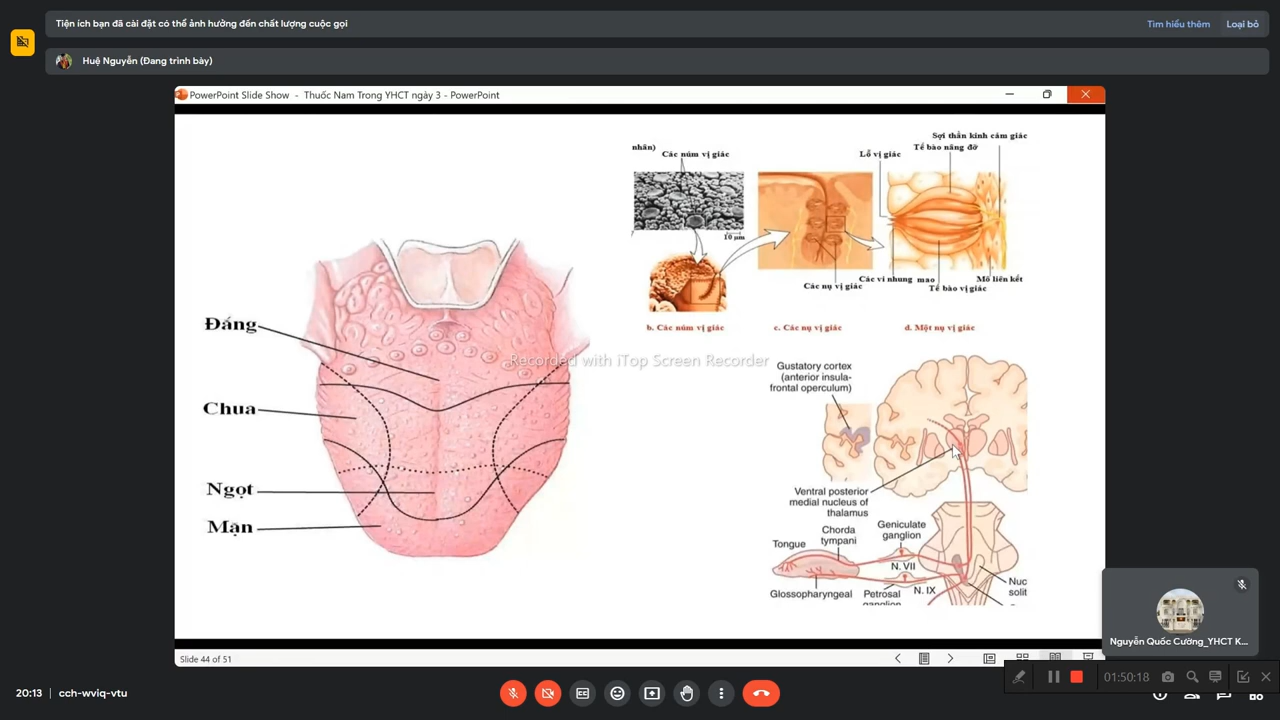 Tiện ích bạn đã cài đặt có thể ảnh hưởng đến chất lượng cuộc gọi
Tìm hiểu thêm
Loại bỏ
Huệ Nguyễn (Đang trình bày)
PowerPoint Slide Show - Thuốc Nam Trong YHCT ngày 3 - PowerPoint
Đắng
Chua
Ngọt
Mặn
nhãn)
Các núm vị giác
10 μm
Lỗ vị giác
Sợi thần kinh cảm giác
Tế bào nâng đỡ
Các nụ vị giác
Các vi nhung mao
Tế bào vị giác
Mô liên kết
b. Các núm vị giác
c. Các nụ vị giác
d. Một nụ vị giác
Recorded with iTop Screen Recorder
Gustatory cortex
(anterior insula-
frontal operculum)
Ventral posterior
medial nucleus of
thalamus
Chorda
tympani
Geniculate
ganglion
Tongue
N. VII
N. IX
Glossopharyngeal
Petrosal
ganglion
Nuc
solit
Nguyễn Quốc Cường_YHCT K...
Slide 44 of 51
01:50:18
20:13 | cch-wviq-vtu